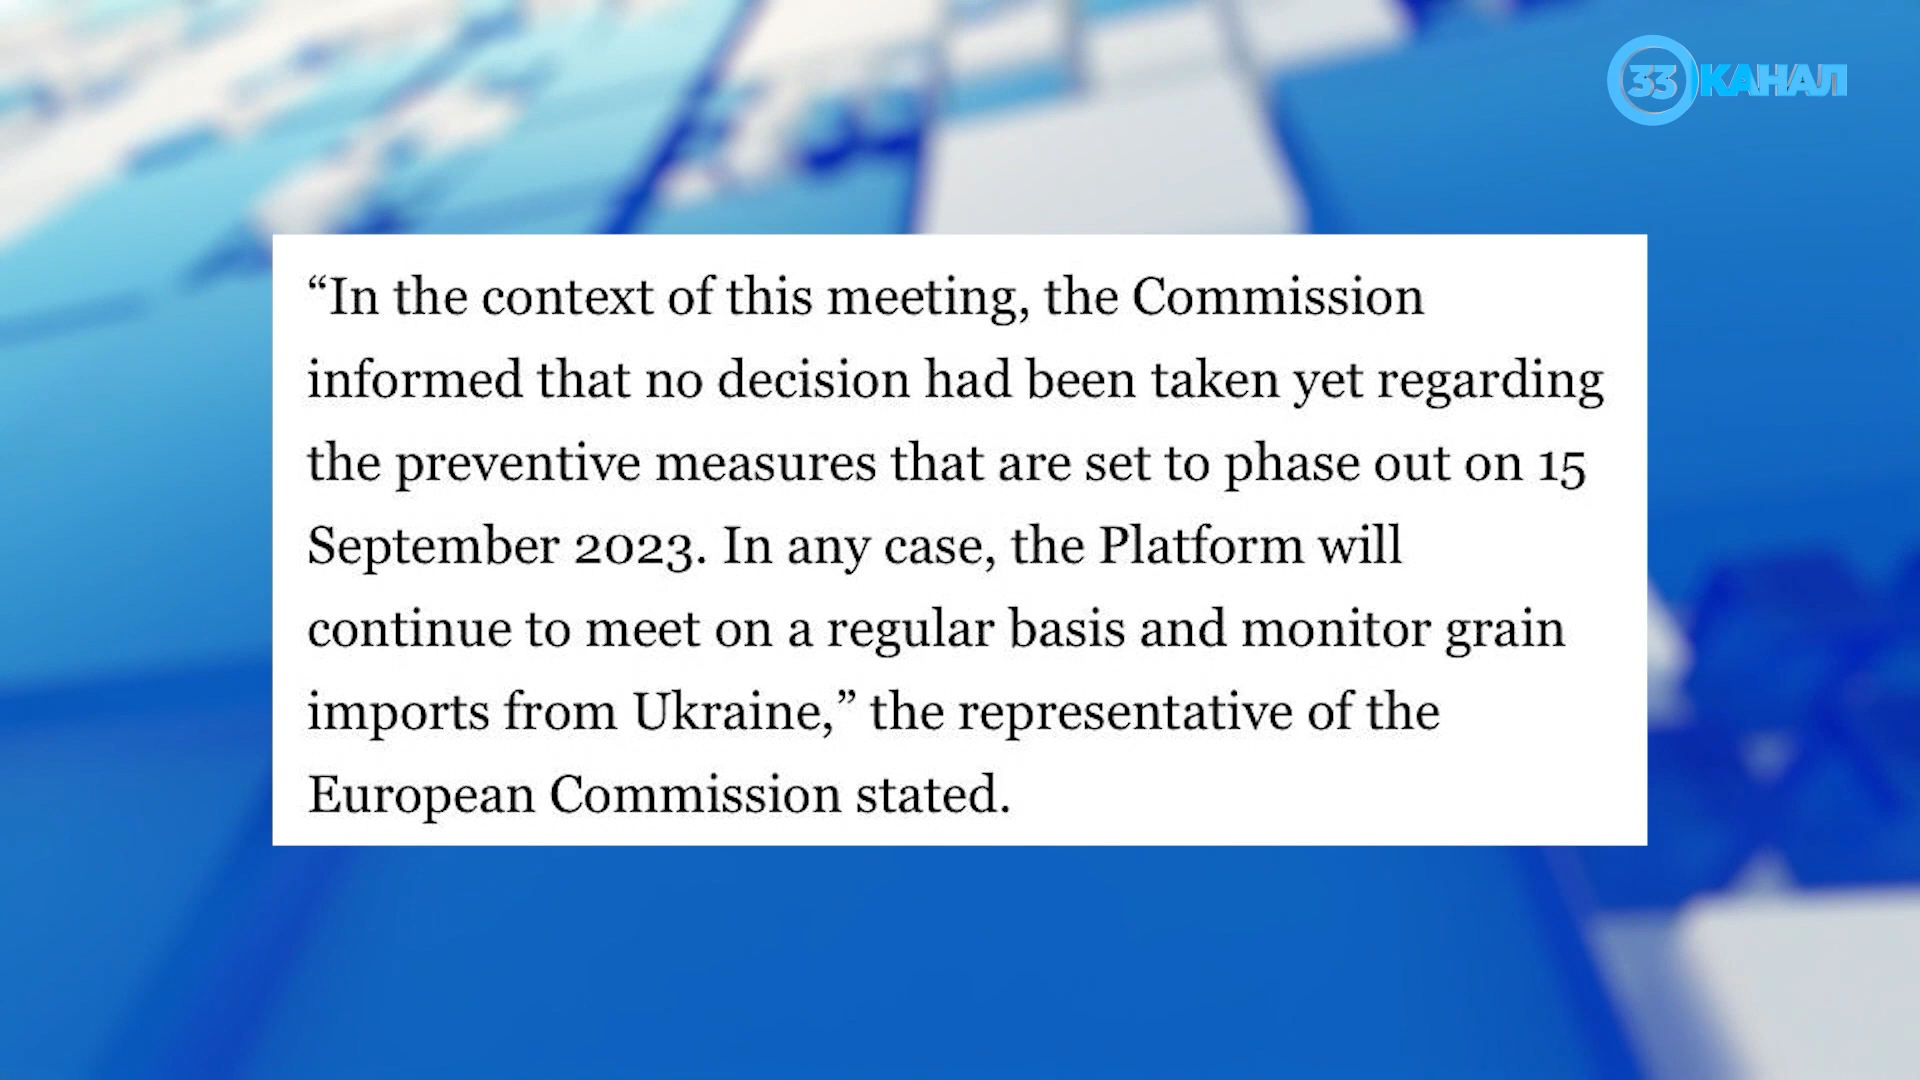 33 КАНАЛ
“In the context of this meeting, the Commission
informed that no decision had been taken yet regarding
the preventive measures that are set to phase out on 15
September 2023. In any case, the Platform will
continue to meet on a regular basis and monitor grain
imports from Ukraine,” the representative of the
European Commission stated.